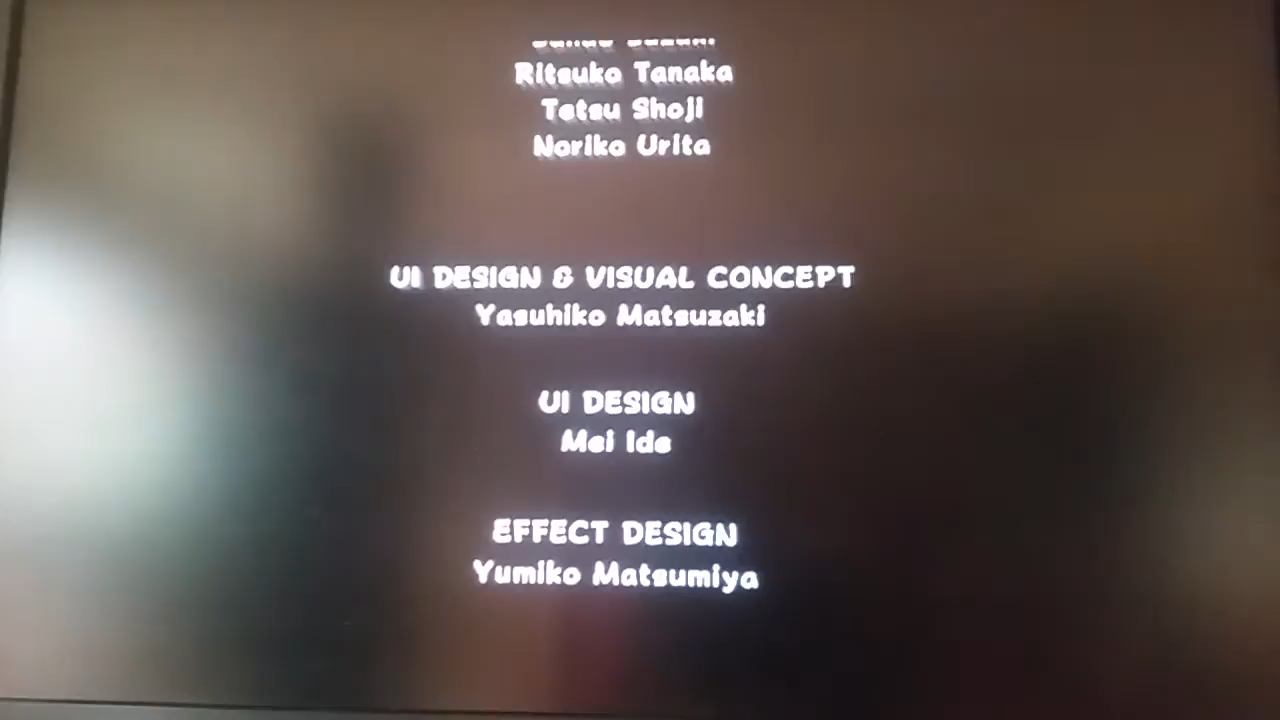 Ritsuko Tanaka
Tetsu Shoji
Noriko Urita
UI DESIGN & VISUAL CONCEPT
Yasuhiko Matsuzaki
UI DESIGN
Mei Ide
EFFECT DESIGN
Yumiko Matsumiya